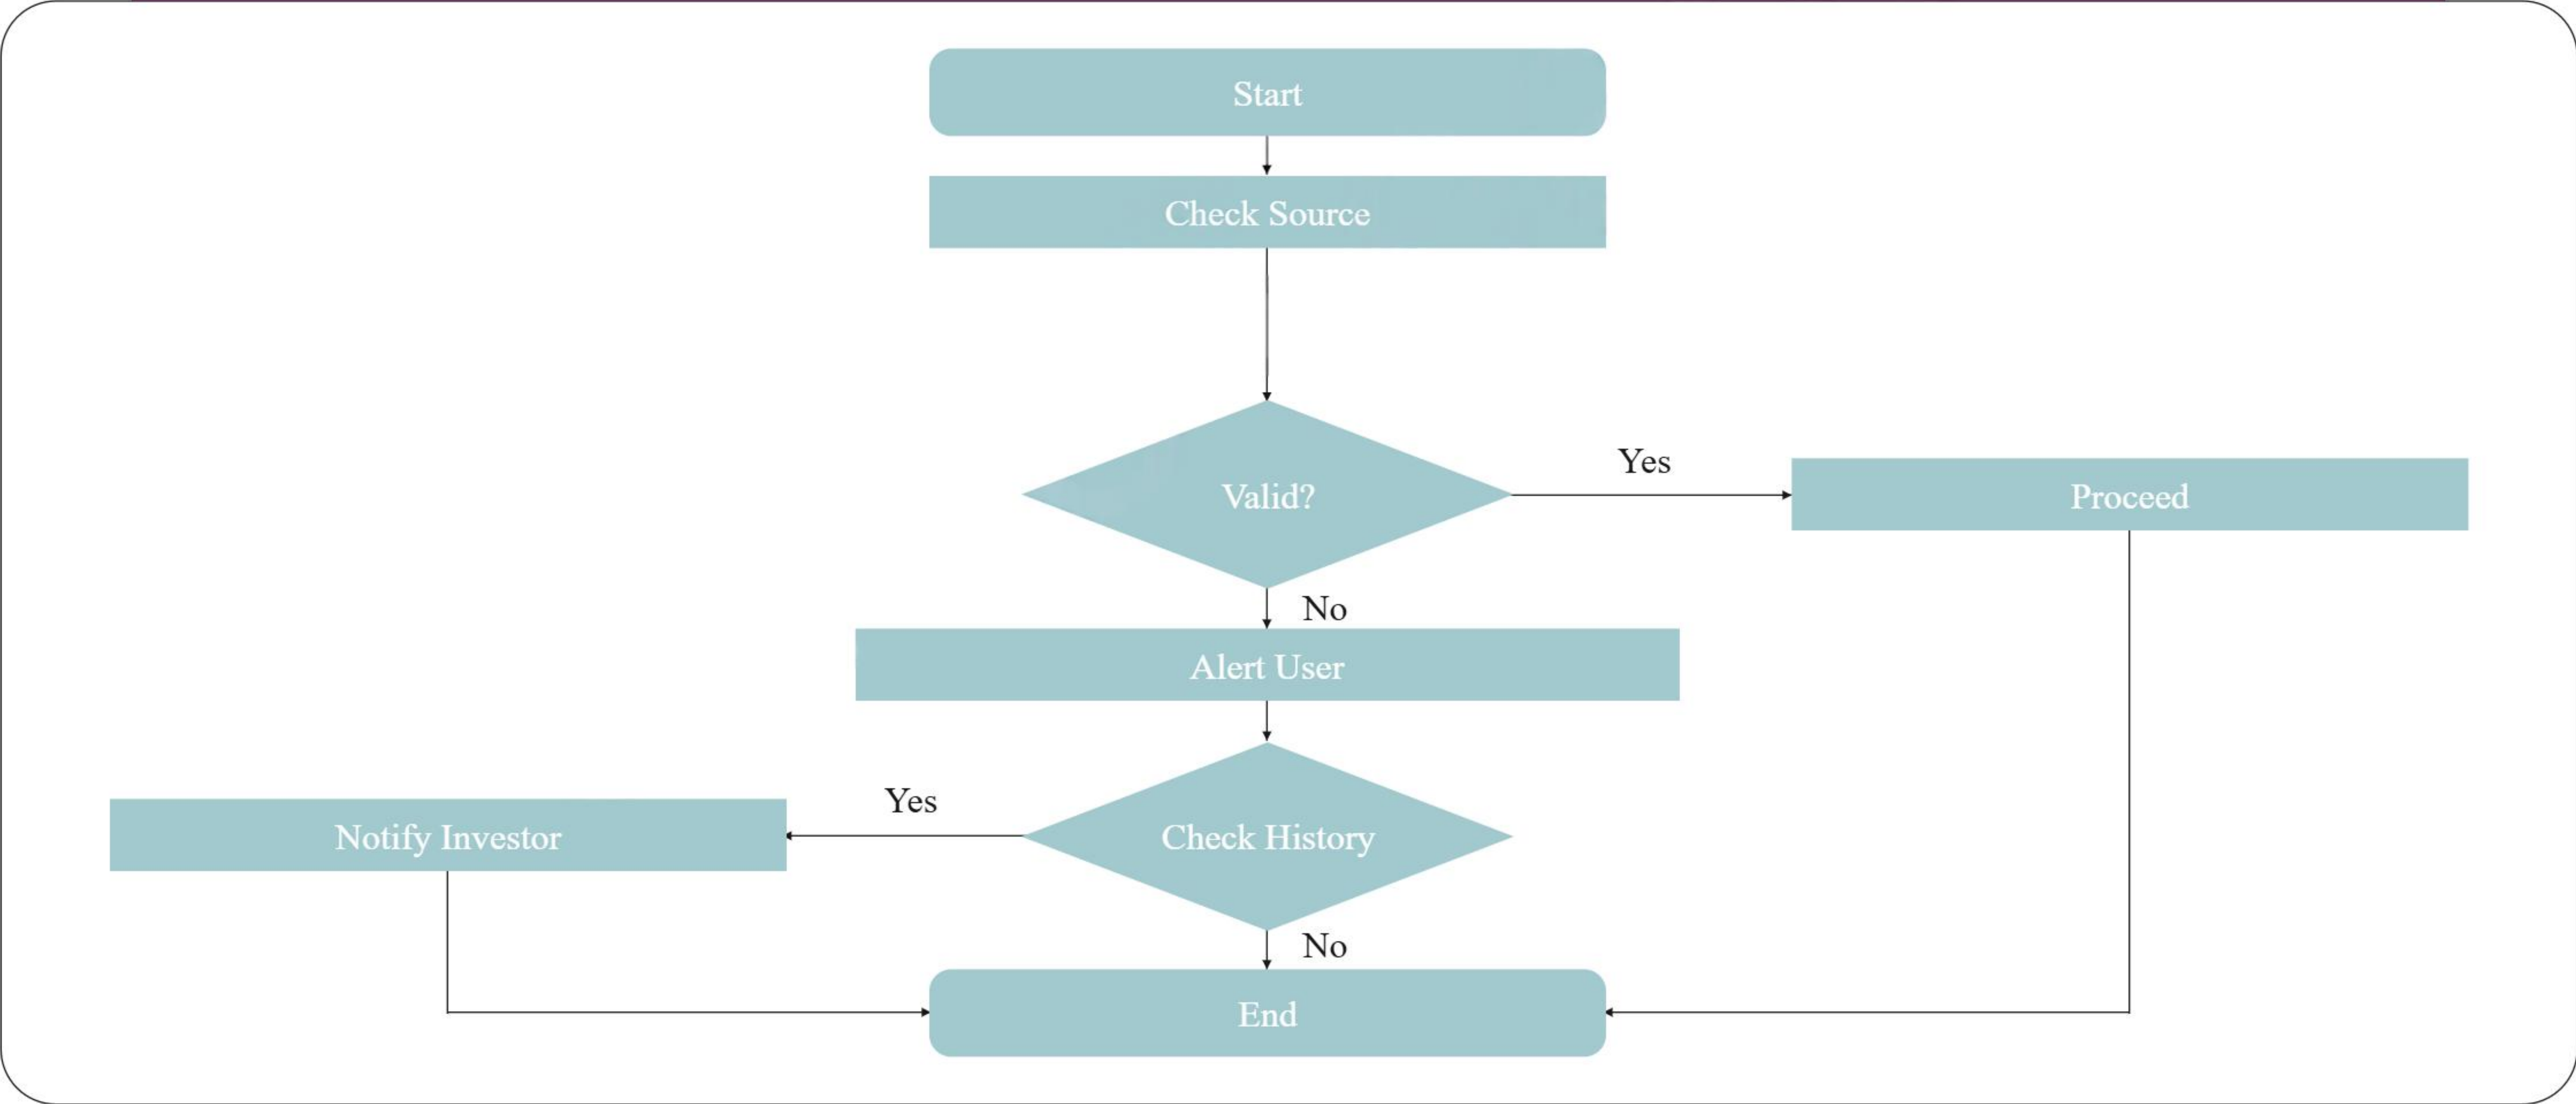 Start
Check Source
Valid?
Yes
Proceed
No
Alert User
Check History
Yes
Notify Investor
No
End